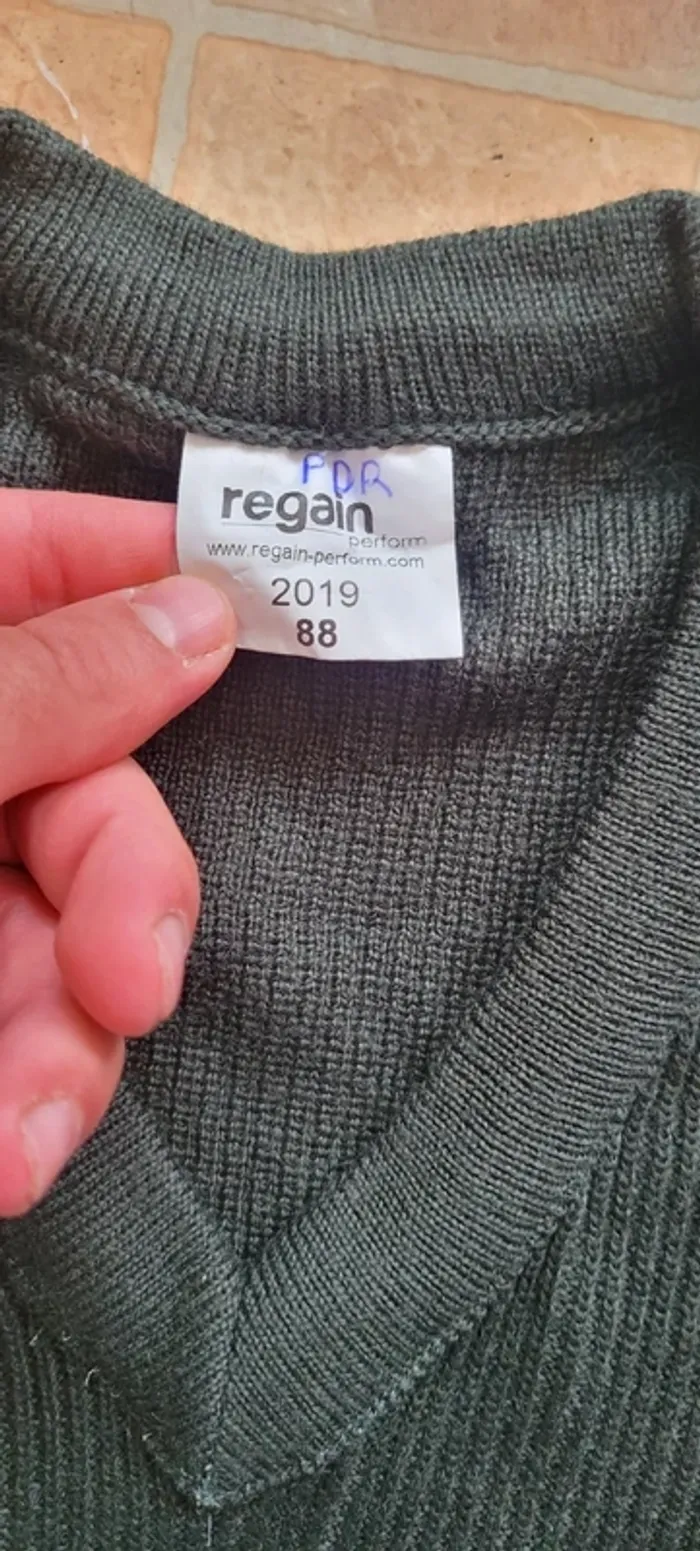 PDR
regain
perform
www.regain-perform.com
2019
88